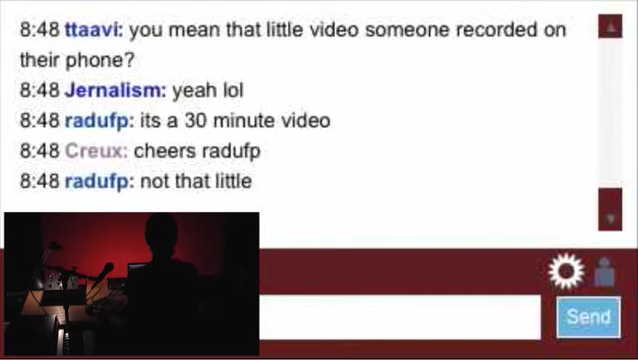 8:48 ttaavi: you mean that little video someone recorded on
their phone?
8:48 Jernalism: yeah lol
8:48 radufp: its a 30 minute video
8:48 Creux: cheers radufp
8:48 radufp: not that little
Send